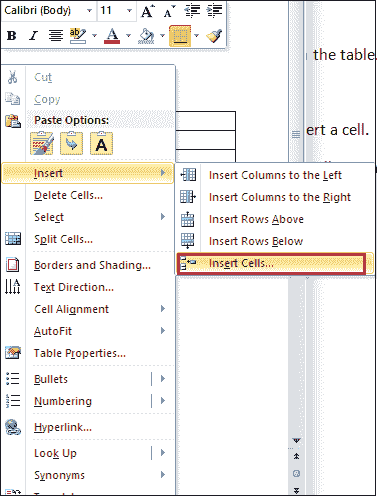 Calibri (Body) 11 A A
B I U ab A
the table.
Cut
Copy
Paste Options:
A
ert a cell.
Insert
Insert Columns to the Left
Delete Cells...
Insert Columns to the Right
Select
Insert Rows Above
Split Cells...
Insert Rows Below
Borders and Shading...
Insert Cells...
Text Direction...
Cell Alignment
AutoFit
Table Properties...
Bullets
Numbering
Hyperlink...
Look Up
Synonyms